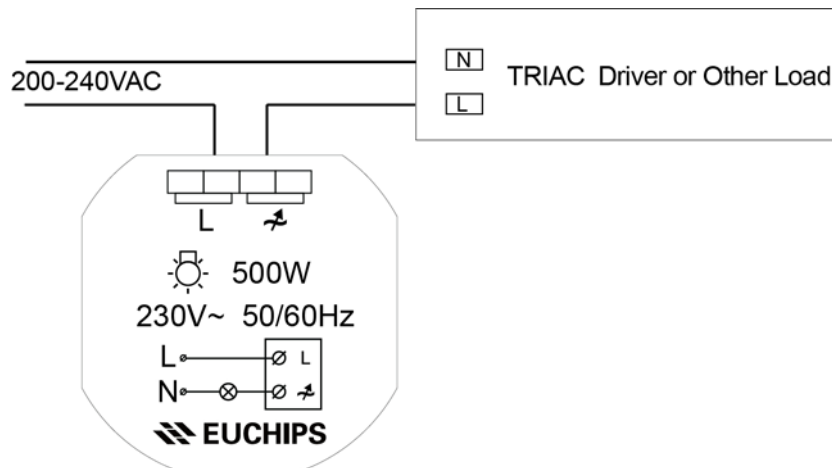 N
200-240VAC
TRIAC Driver or Other Load
L
L
500W
230V~ 50/60Hz
L L
N
EUCHIPS